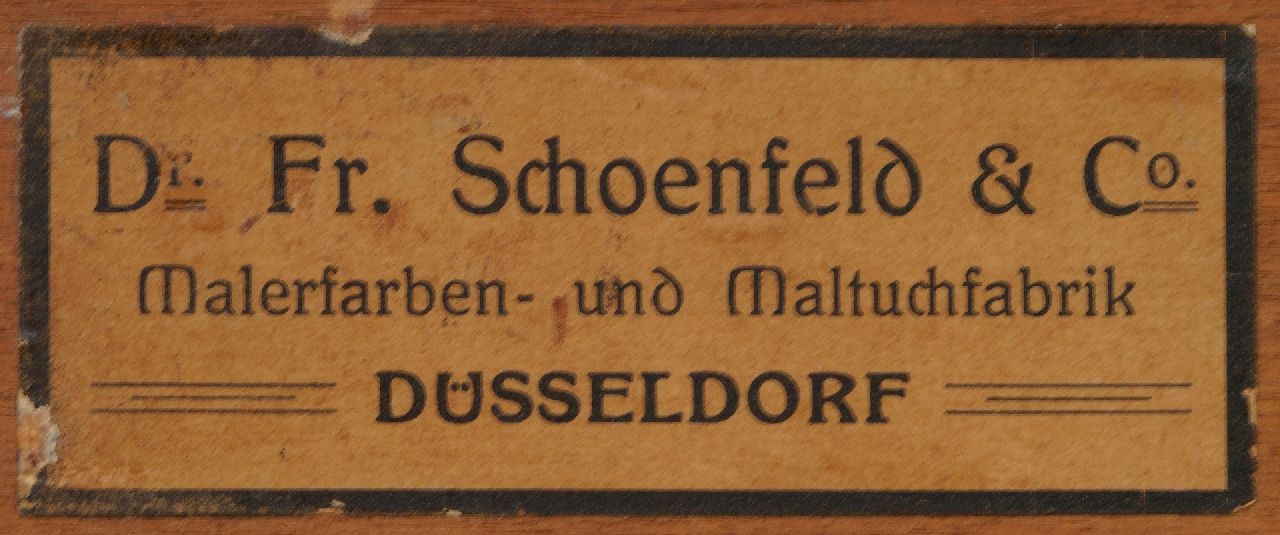 Dr. Fr. Schoenfeld & Co.
Malerfarben- und Maltuchfabrik
DÜSSELDORF